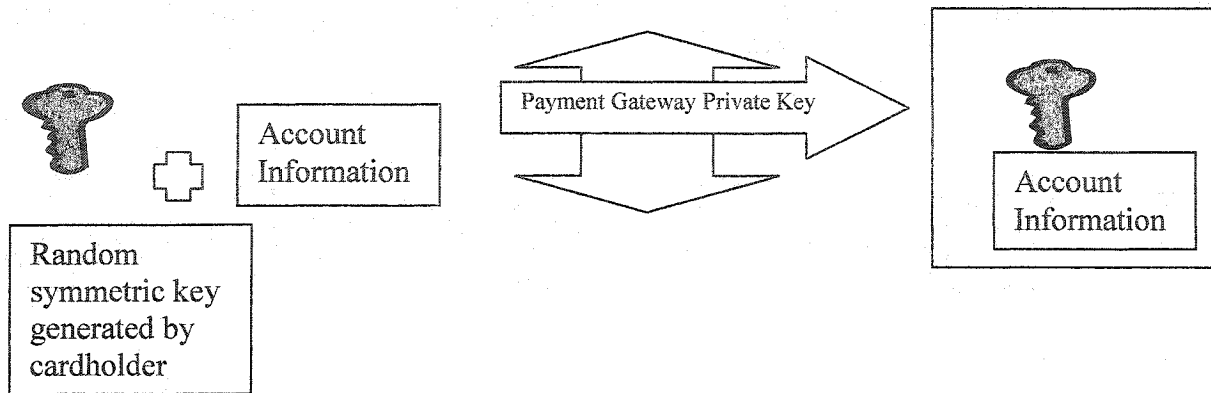 Account
Information
Random
symmetric key
generated by
cardholder
Payment Gateway Private Key
Account
Information